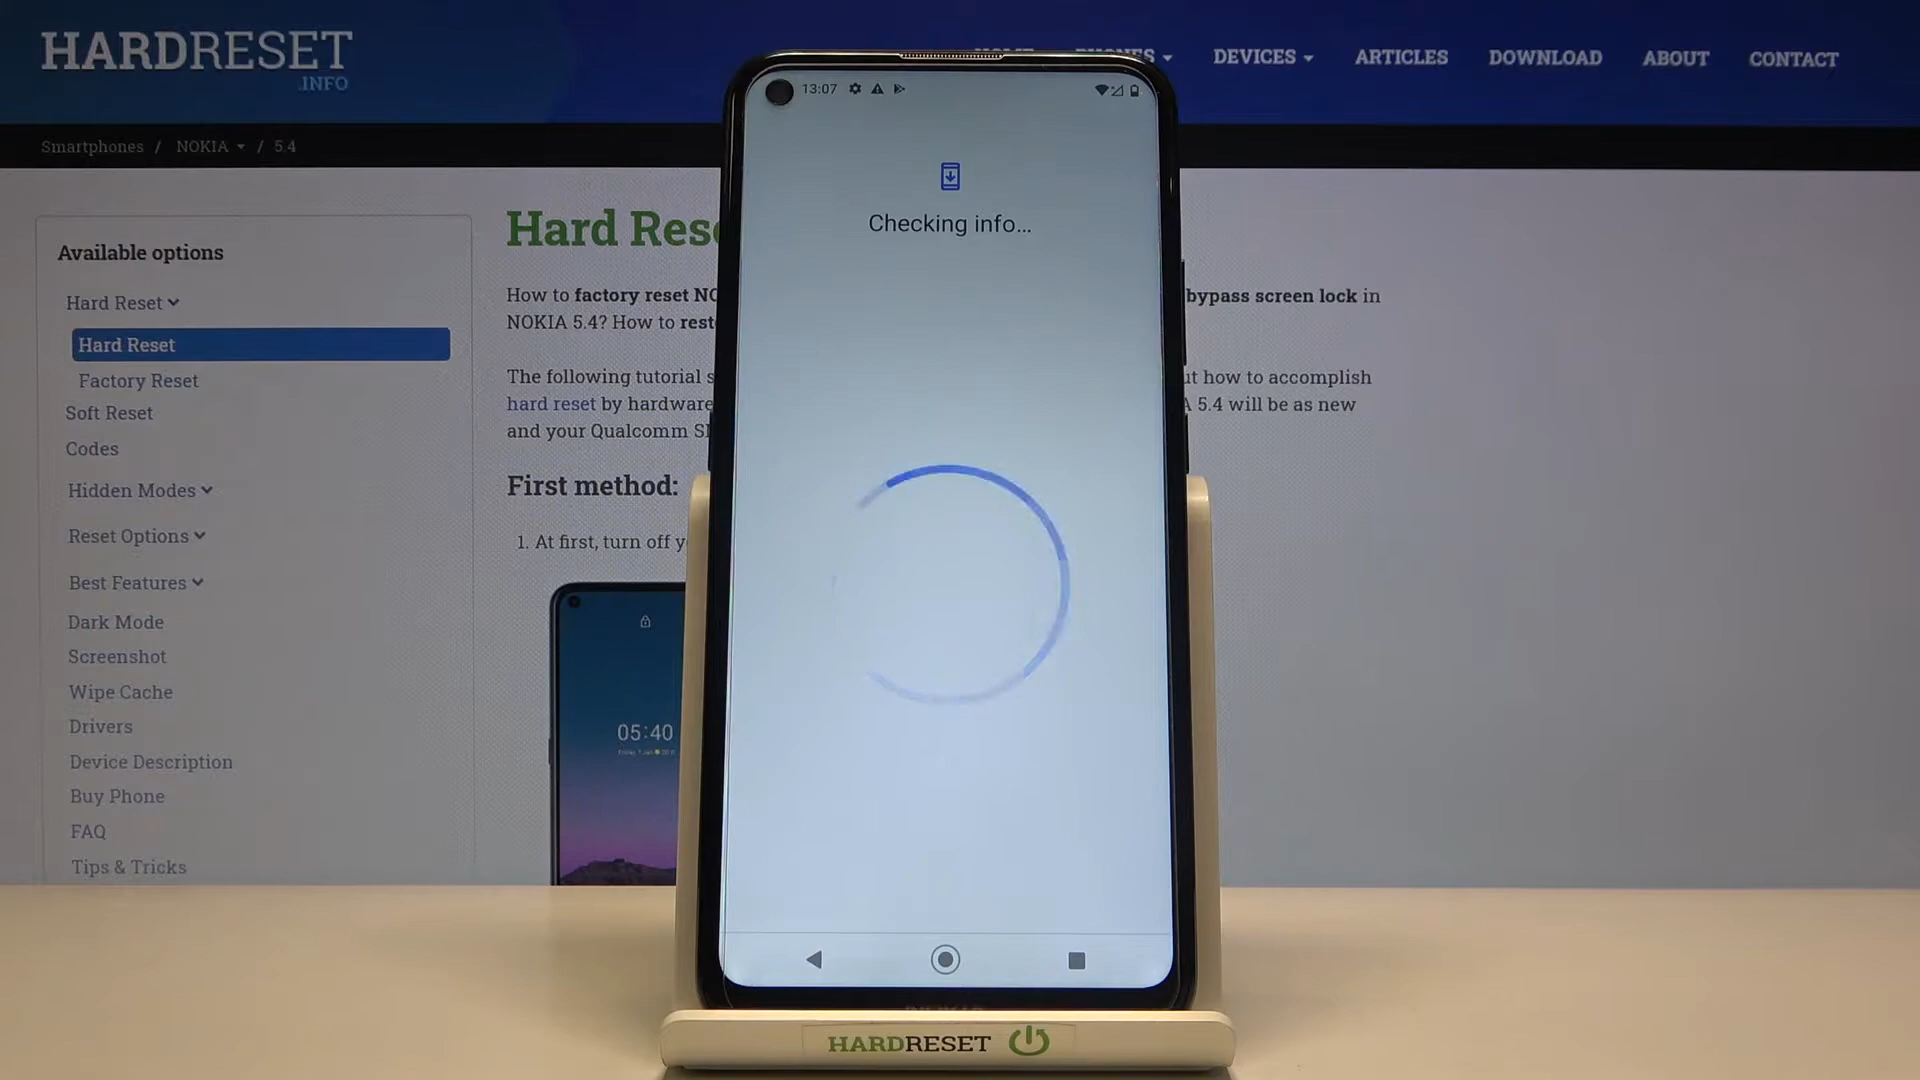 HARDRESET
.INFO
DEVICES
ARTICLES
DOWNLOAD
ABOUT
CONTACT
Smartphones / NOKIA / 5.4
13:07
Checking info...
Available options
Hard Reset
Hard Reset
Factory Reset
Soft Reset
Codes
Hidden Modes
Reset Options
Best Features
Dark Mode
Screenshot
Wipe Cache
Drivers
Device Description
Buy Phone
FAQ
Tips & Tricks
Hard Res
How to factory reset NO bypass screen lock in
NOKIA 5.4? How to rest
The following tutorial s ut how to accomplish
hard reset by hardware 5.4 will be as new
and your Qualcomm
First method:
1. At first, turn off y
05:40
HARDRESET